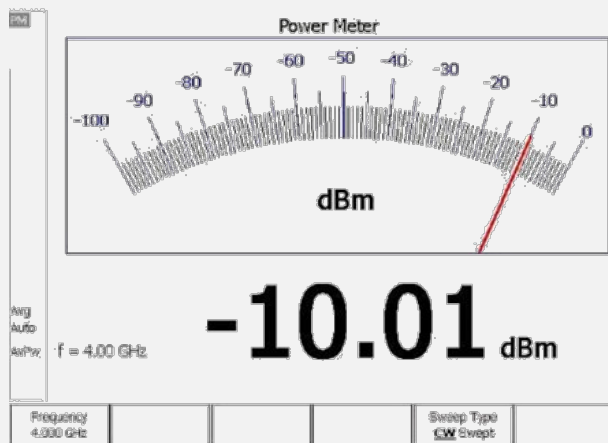 PM
Power Meter
-100 -90 -80 -70 -60 -50 -40 -30 -20 -10 0
dBm
-10.01 dBm
Avg
Auto
AvPw f = 4.00 GHz
Frequency
4.000 GHz
Sweep Type
CW Swept